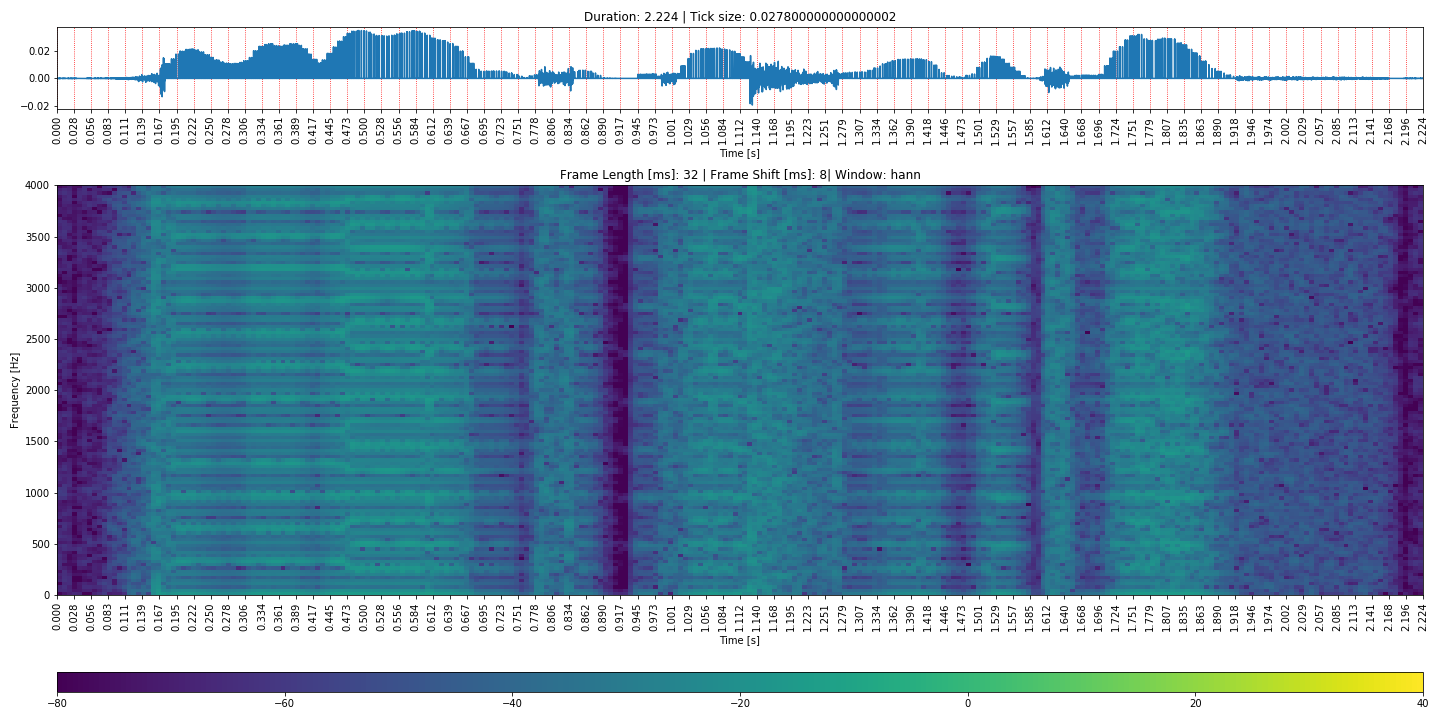 Duration: 2.224 | Tick size: 0.027800000000000002
0.02
0.00
−0.02
0.000 0.028 0.056 0.083 0.111 0.139 0.167 0.195 0.222 0.250 0.278 0.306 0.334 0.361 0.389 0.417 0.445 0.473 0.500 0.528 0.556 0.584 0.612 0.639 0.667 0.695 0.723 0.751 0.778 0.806 0.834 0.862 0.890 0.917 0.945 0.973 1.001 1.029 1.056 1.084 1.112 1.140 1.168 1.195 1.223 1.251 1.279 1.307 1.334 1.362 1.390 1.418 1.446 1.473 1.501 1.529 1.557 1.585 1.612 1.640 1.668 1.696 1.724 1.751 1.779 1.807 1.835 1.863 1.890 1.918 1.946 1.974 2.002 2.029 2.057 2.085 2.113 2.141 2.168 2.196 2.224
Time [s]
Frame Length [ms]: 32 | Frame Shift [ms]: 8| Window: hann
Frequency [Hz]
4000
3500
3000
2500
2000
1500
1000
500
0
0.000 0.028 0.056 0.083 0.111 0.139 0.167 0.195 0.222 0.250 0.278 0.306 0.334 0.361 0.389 0.417 0.445 0.473 0.500 0.528 0.556 0.584 0.612 0.639 0.667 0.695 0.723 0.751 0.778 0.806 0.834 0.862 0.890 0.917 0.945 0.973 1.001 1.029 1.056 1.084 1.112 1.140 1.168 1.195 1.223 1.251 1.279 1.307 1.334 1.362 1.390 1.418 1.446 1.473 1.501 1.529 1.557 1.585 1.612 1.640 1.668 1.696 1.724 1.751 1.779 1.807 1.835 1.863 1.890 1.918 1.946 1.974 2.002 2.029 2.057 2.085 2.113 2.141 2.168 2.196 2.224
Time [s]
−80 −60 −40 −20 0 20 40